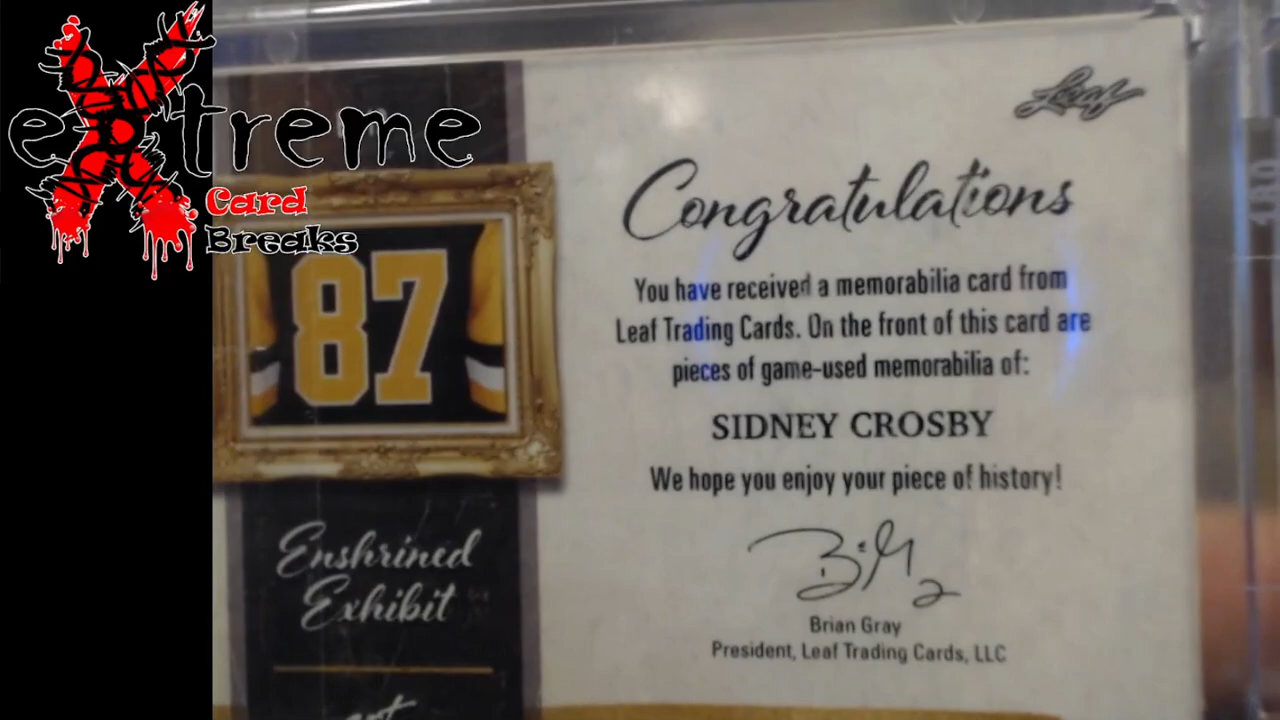 eXtreme
Card
Breaks
Leaf
Congratulations
You have received a memorabilia card from
Leaf Trading Cards. On the front of this card are
pieces of game-used memorabilia of:
SIDNEY CROSBY
We hope you enjoy your piece of history!
Brian Gray
President, Leaf Trading Cards, LLC
87
Enshrined
Exhibit